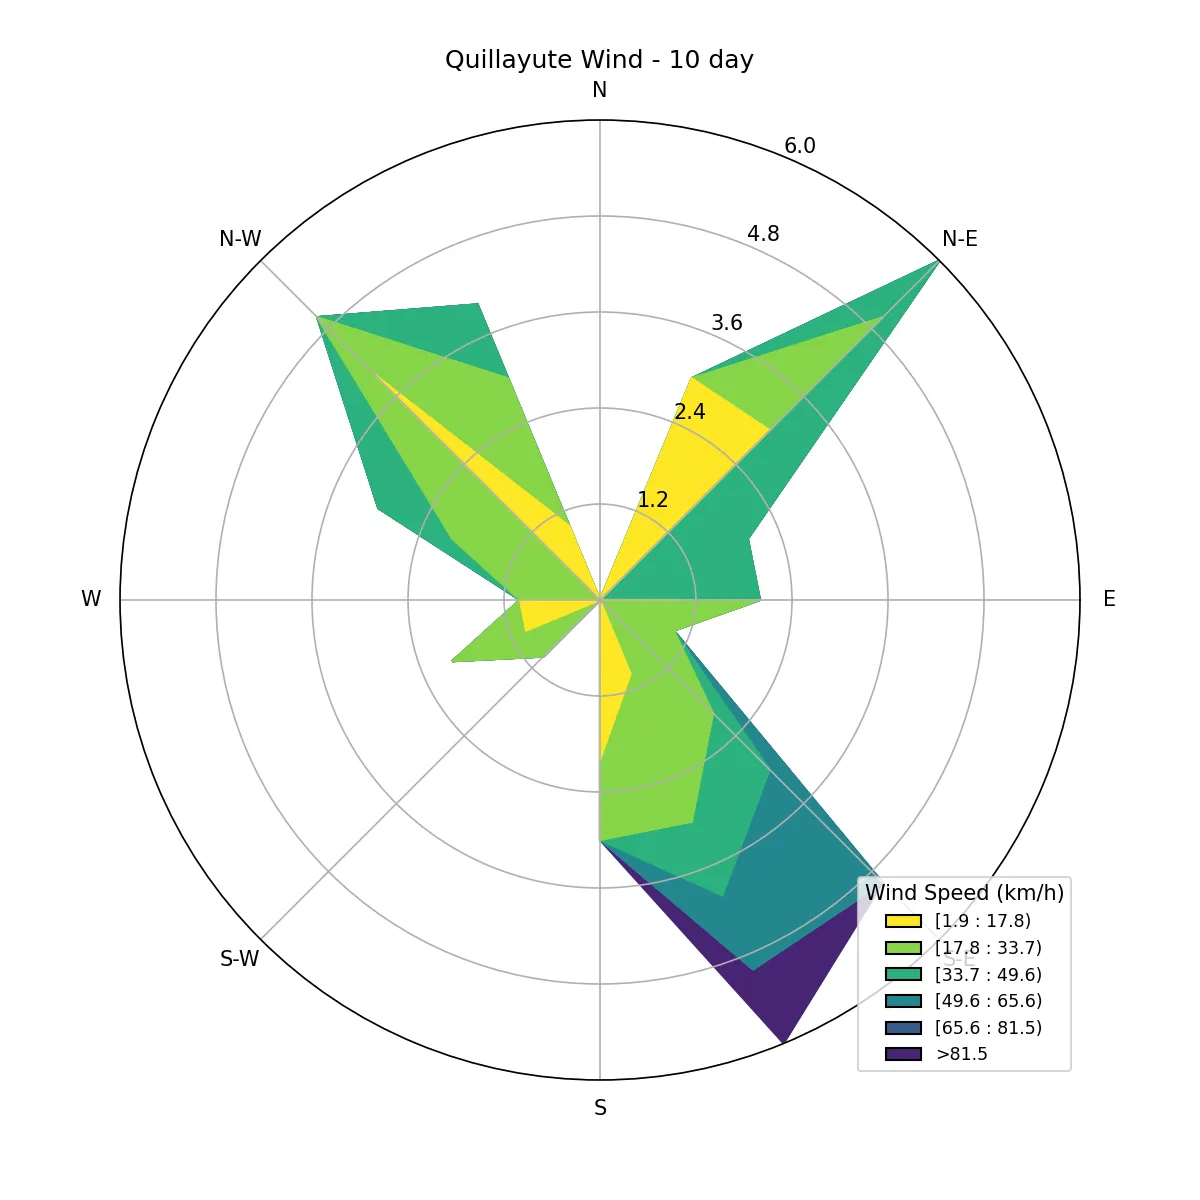 Quillayute Wind - 10 day
N
6.0
4.8
N-W
N-E
3.6
2.4
1.2
W
E
Wind Speed (km/h)
[1.9 : 17.8)
[17.8 : 33.7)
S-W
S-E
[33.7 : 49.6)
[49.6 : 65.6)
[65.6 : 81.5)
>81.5
S